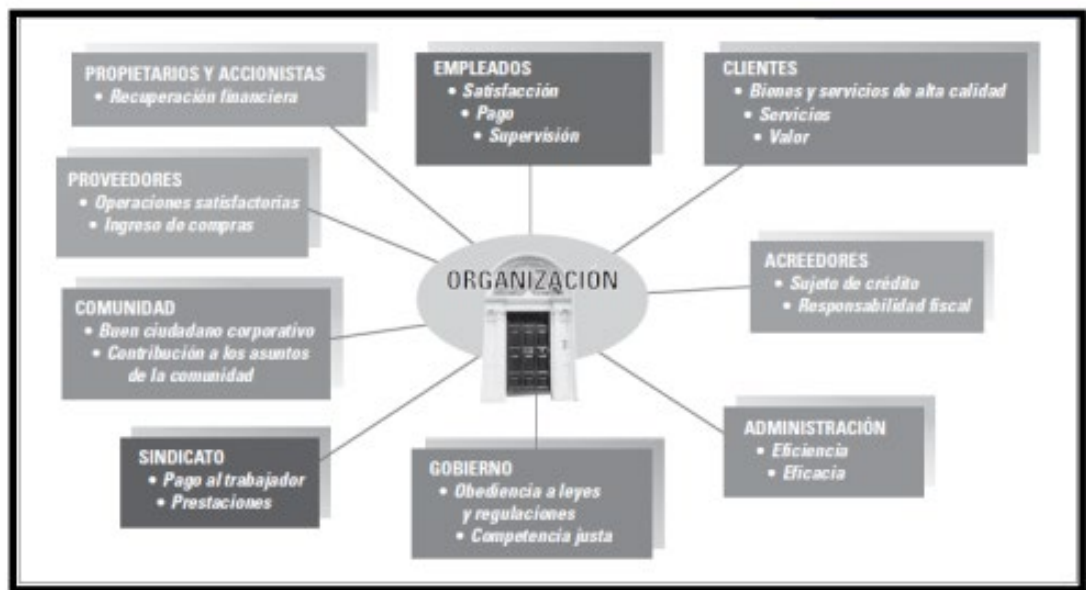 PROPIETARIOS Y ACCIONISTAS
• Recuperación financiera
EMPLEADOS
• Satisfacción
• Pago
• Supervisión
CLIENTES
• Bienes y servicios de alta calidad
• Servicios
• Valor
PROVEEDORES
• Operaciones satisfactorias
• Ingreso de compras
ORGANIZACION
ACREEDORES
• Sujeto de crédito
• Responsabilidad fiscal
COMUNIDAD
• Buen ciudadano corporativo
• Contribución a los asuntos
de la comunidad
SINDICATO
• Pago al trabajador
• Prestaciones
GOBIERNO
• Obediencia a leyes
y regulaciones
• Competencia justa
ADMINISTRACIÓN
• Eficiencia
• Eficacia